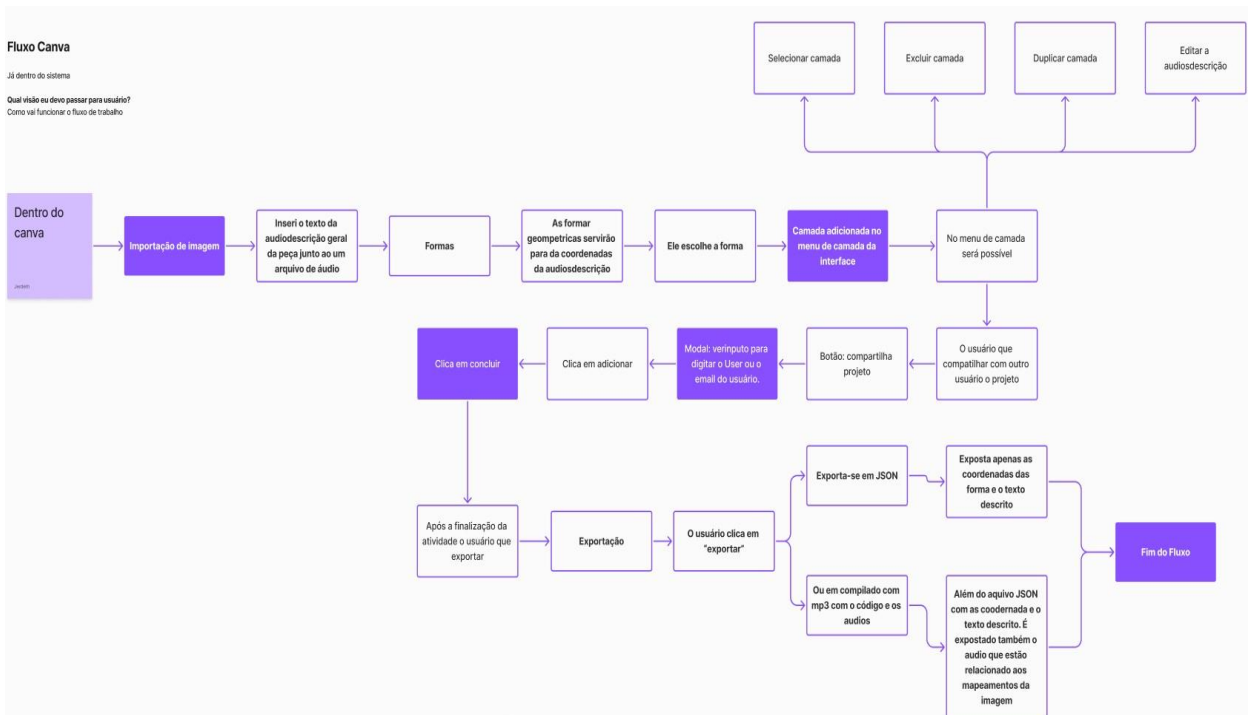 Fluxo Canva
Já dentro do sistema
Qual visão eu devo passar para usuário?
Como vai funcionar o fluxo de trabalho
Selecionar camada
Excluir camada
Duplicar camada
Editar a
audiosdescrição
Dentro do
canva
Importação de imagem
Inseri o texto da
audiodescrição geral
da peça junto ao um
arquivo de áudio
Formas
As formar
geompetricas servirão
para da coordenadas
da audiosdescrição
Ele escolhe a forma
Camada adicionada no
menu de camada da
interface
No menu de camada
será possível
Clica em concluir
Clica em adicionar
Modal: verinputo para
digitar o User ou o
email do usuário.
Botão: compartilha
projeto
O usuário que
compatilhar com outro
usuário o projeto
Após a finalização da
atividade o usuário que
exportar
Exportação
O usuário clica em
"exportar"
Exporta-se em JSON
Exposta apenas as
coordenadas das
forma e o texto
descrito
Ou em compilado com
mp3 com o código e os
audios
Além do aquivo JSON
com as coodernada e o
texto descrito. É
expostado também o
audio que estão
relacionado aos
mapeamentos da
imagem
Fim do Fluxo